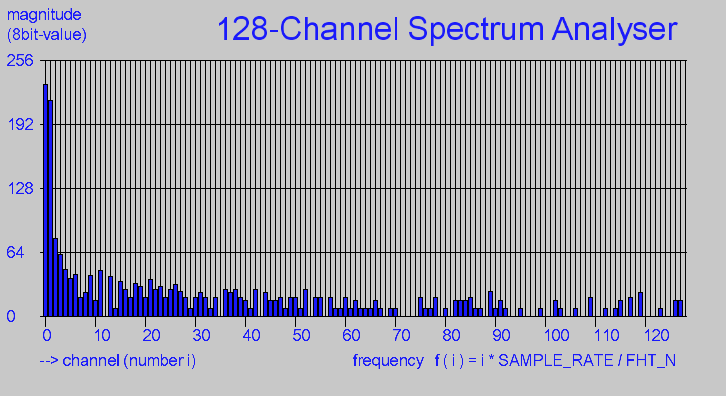 magnitude
(8bit-value)
128-Channel Spectrum Analyser
256
192
128
64
0
0 10 20 30 40 50 60 70 80 90 100 110 120
--> channel (number i) frequency f ( i ) = i * SAMPLE_RATE / FHT_N